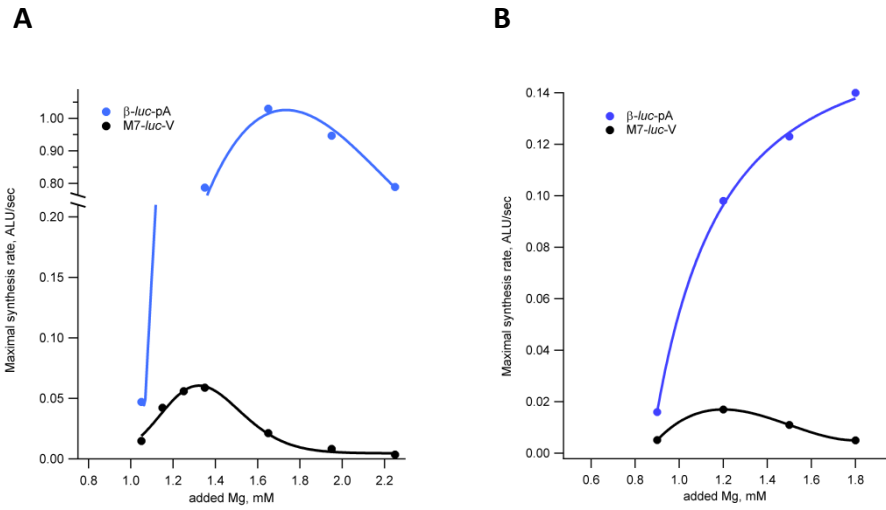 A
Maximal synthesis rate, ALU/sec
1.00
0.90
0.80
0.20
0.15
0.10
0.05
0.00
β-luc-pA
M7-luc-V
0.8 1.0 1.2 1.4 1.6 1.8 2.0 2.2
added Mg, mM
B
Maximal synthesis rate, ALU/sec
0.14
0.12
0.10
0.08
0.06
0.04
0.02
0.00
β-luc-pA
M7-luc-V
0.6 0.8 1.0 1.2 1.4 1.6 1.8
added Mg, mM